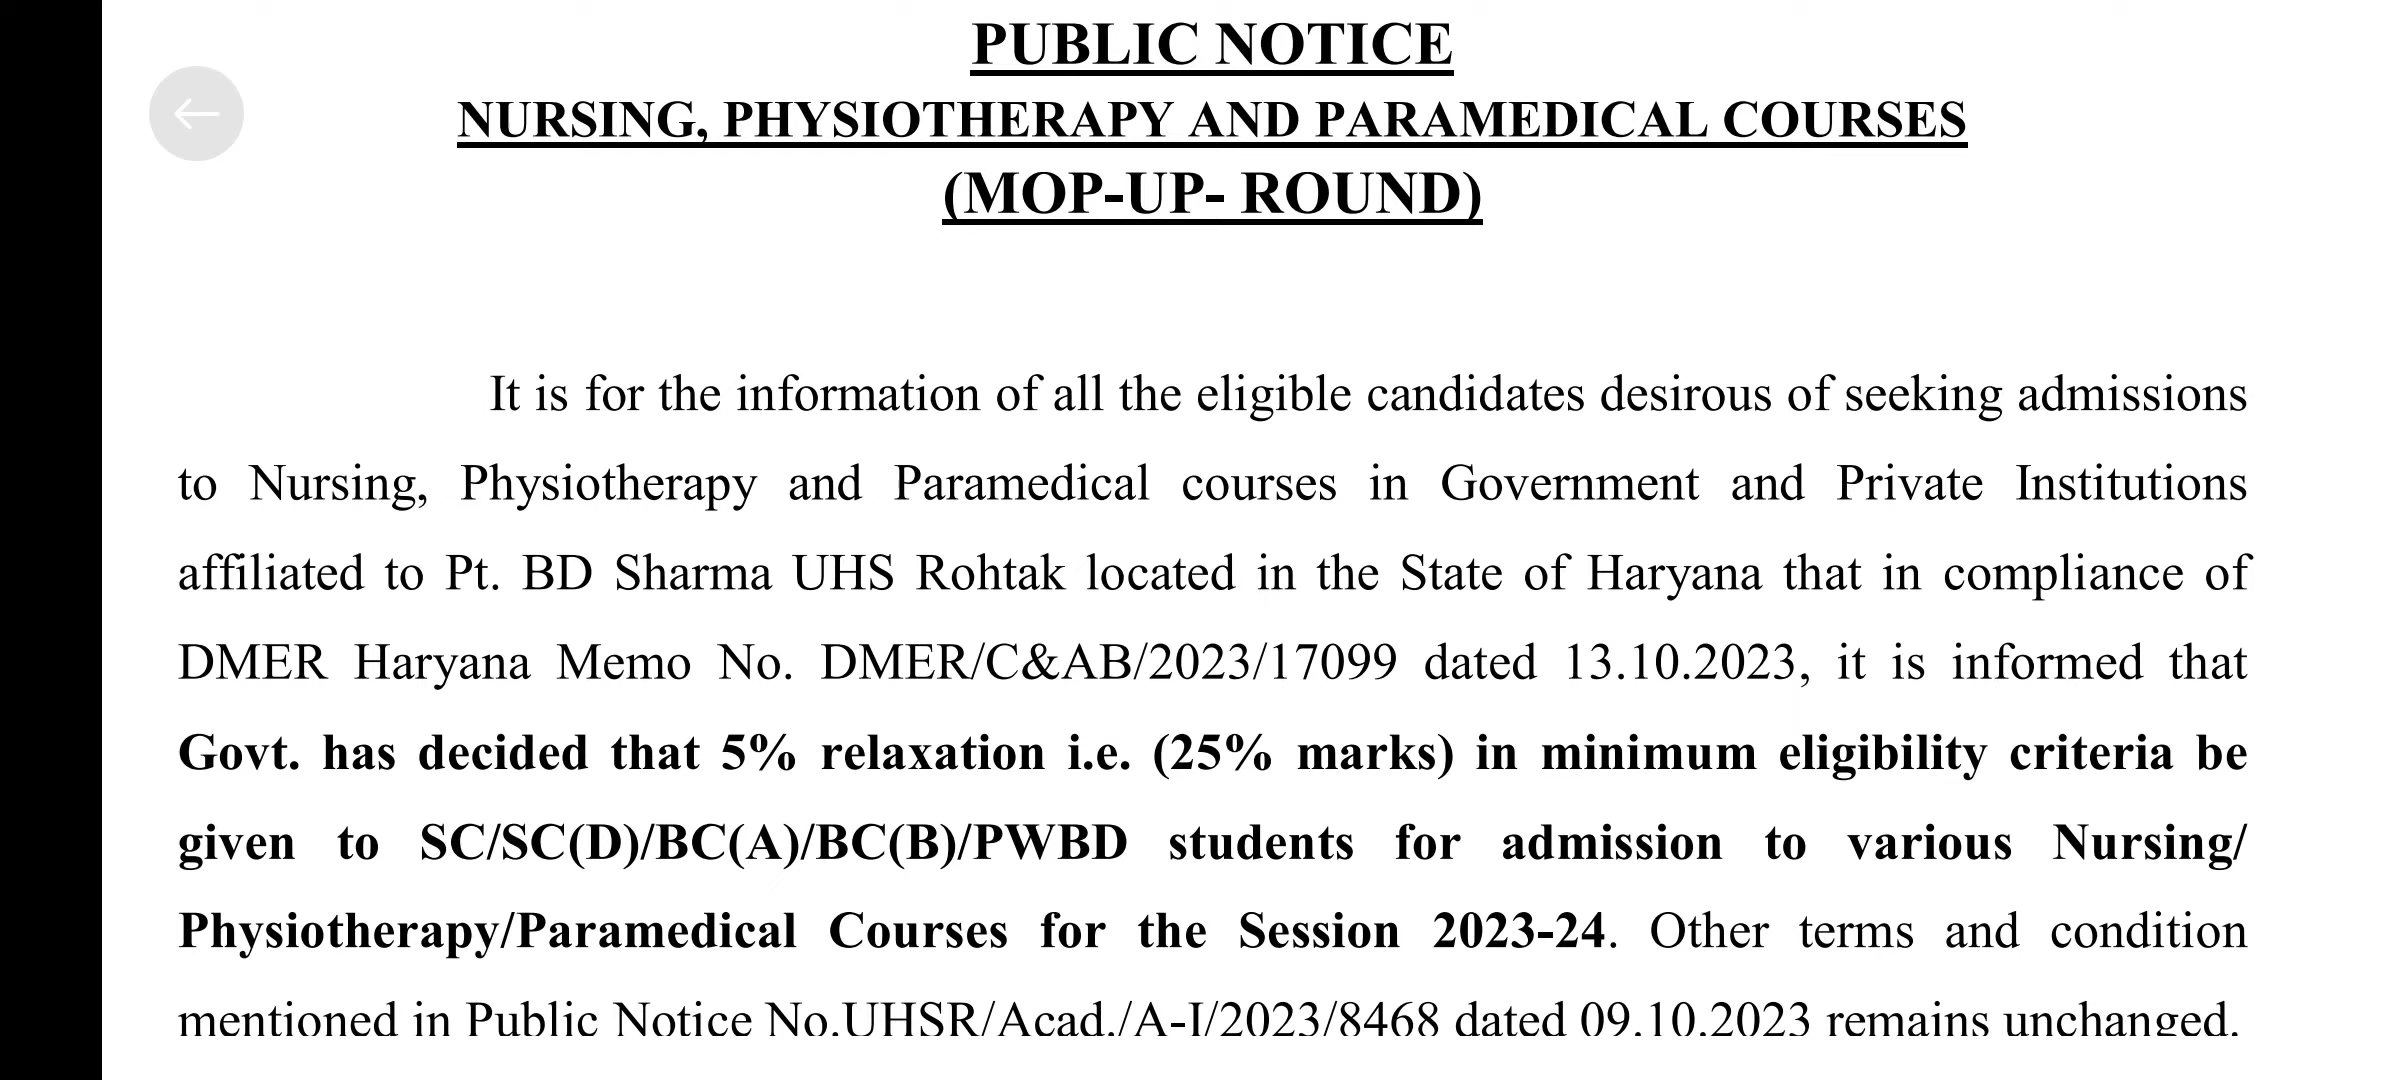 PUBLIC NOTICE
NURSING, PHYSIOTHERAPY AND PARAMEDICAL COURSES
(MOP-UP- ROUND)
It is for the information of all the eligible candidates desirous of seeking admissions
to Nursing, Physiotherapy and Paramedical courses in Government and Private Institutions
affiliated to Pt. BD Sharma UHS Rohtak located in the State of Haryana that in compliance of
DMER Haryana Memo No. DMER/C&AB/2023/17099 dated 13.10.2023, it is informed that
Govt. has decided that 5% relaxation i.e. (25% marks) in minimum eligibility criteria be
given to SC/SC(D)/BC(A)/BC(B)/PWBD students for admission to various Nursing/
Physiotherapy/Paramedical Courses for the Session 2023-24. Other terms and condition
mentioned in Public Notice No.UHSR/Acad./A-I/2023/8468 dated 09.10.2023 remains unchanged.